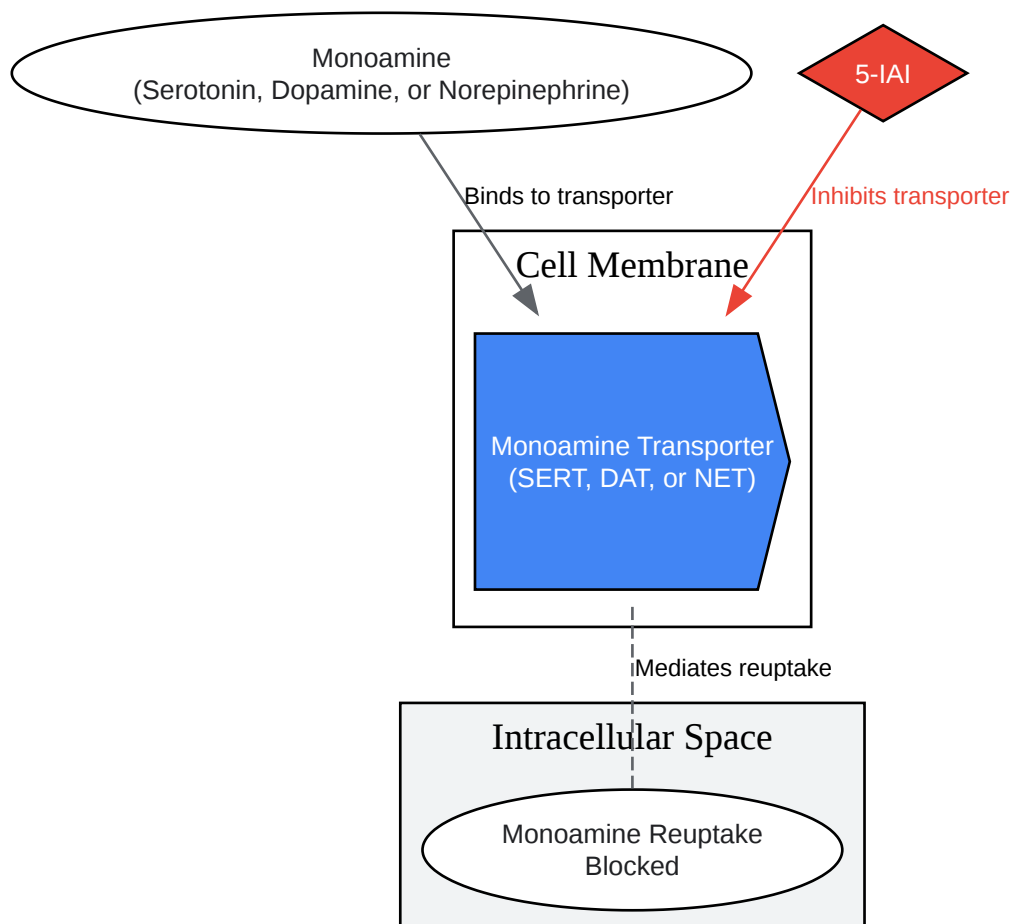 Monoamine
(Serotonin, Dopamine, or Norepinephrine)
5-IAI
Binds to transporter
Inhibits transporter
Cell Membrane
Monoamine Transporter
(SERT, DAT, or NET)
Mediates reuptake
Intracellular Space
Monoamine Reuptake
Blocked